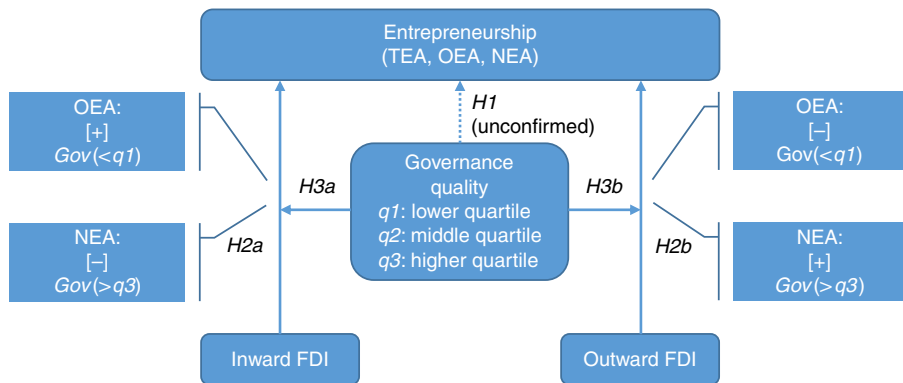 Entrepreneurship
(TEA, OEA, NEA)
OEA:
[+]
Gov(<q1)
H1
(unconfirmed)
OEA:
[–]
Gov(<q1)
H3a
Governance
quality
q1: lower quartile
q2: middle quartile
q3: higher quartile
H3b
NEA:
[–]
Gov(>q3)
H2a
H2b
NEA:
[+]
Gov(>q3)
Inward FDI
Outward FDI